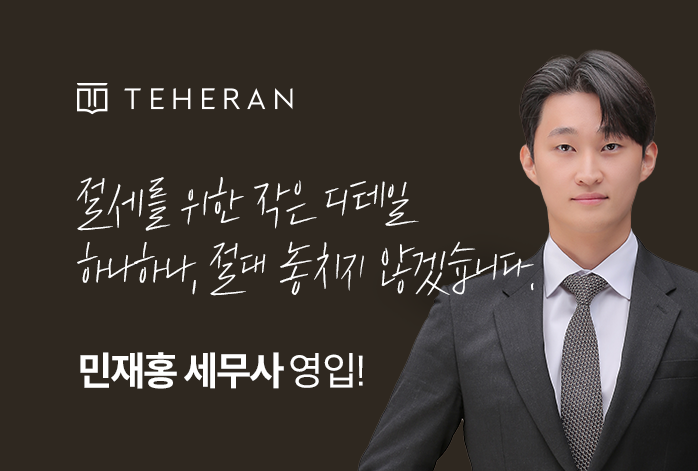 TEHERAN
절세를 위한 작은 디테일
하나하나, 절대 놓치지 않겠습니다.
민재홍 세무사 영입!